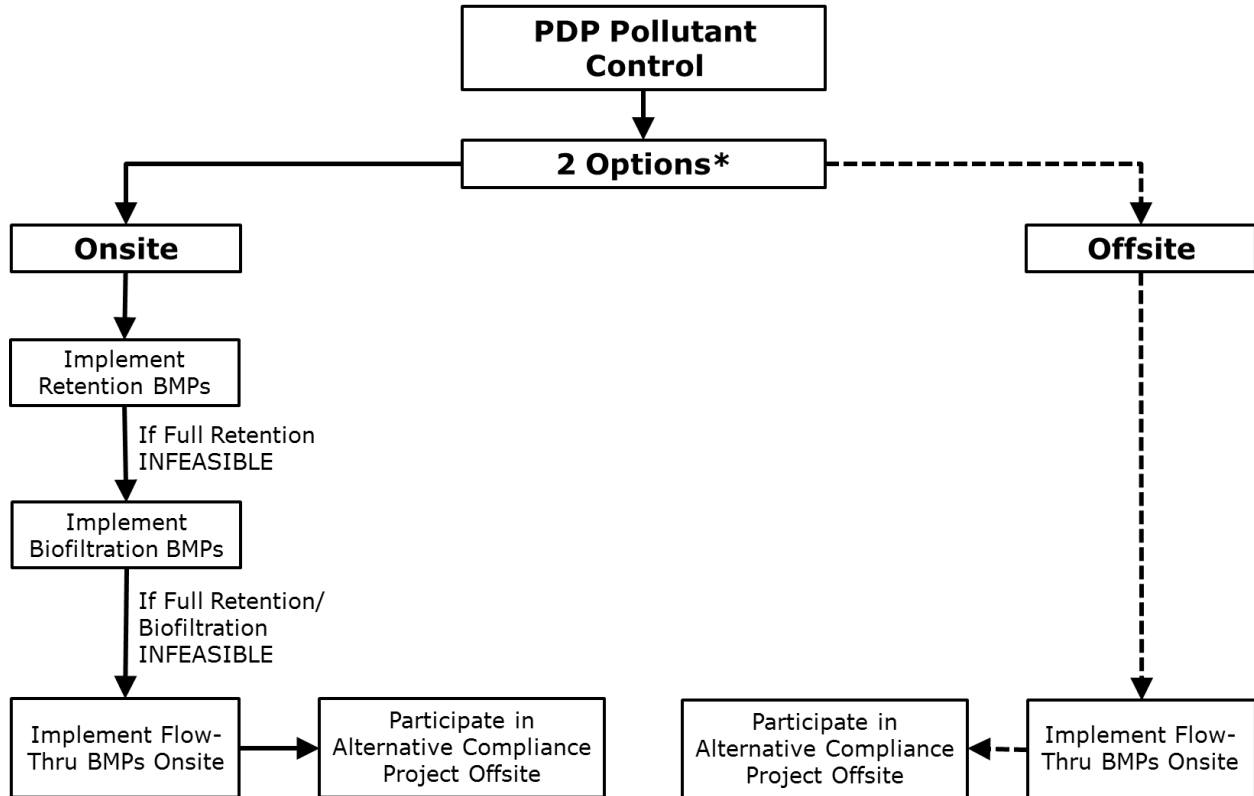 PDP Pollutant
Control
2 Options*
Onsite
Offsite
Implement
Retention BMPs
If Full Retention
INFEASIBLE
Implement
Biofiltration BMPs
If Full Retention/
Biofiltration
INFEASIBLE
Implement Flow-
Thru BMPs Onsite
Participate in
Alternative Compliance
Project Offsite
Participate in
Alternative Compliance
Project Offsite
Implement Flow-
Thru BMPs Onsite